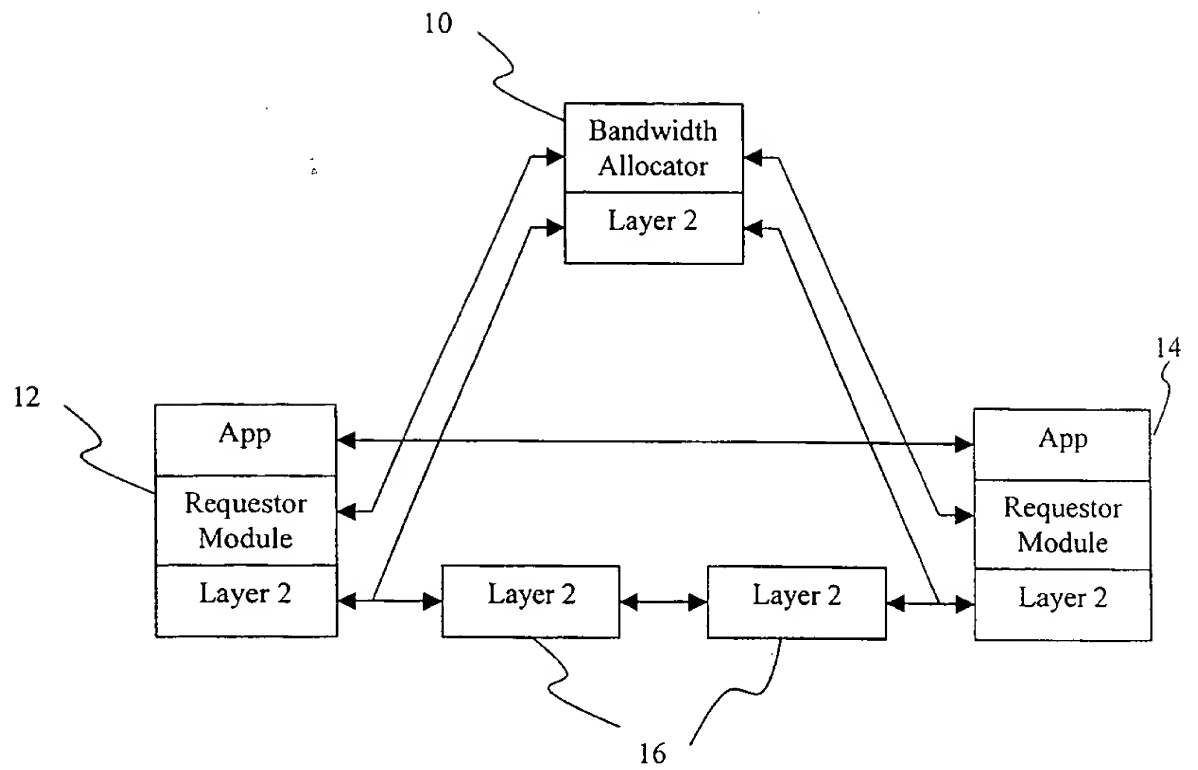 10
Bandwidth
Allocator
Layer 2
14
12
App
Requestor
Module
Layer 2
App
Requestor
Module
Layer 2
Layer 2
Layer 2
16